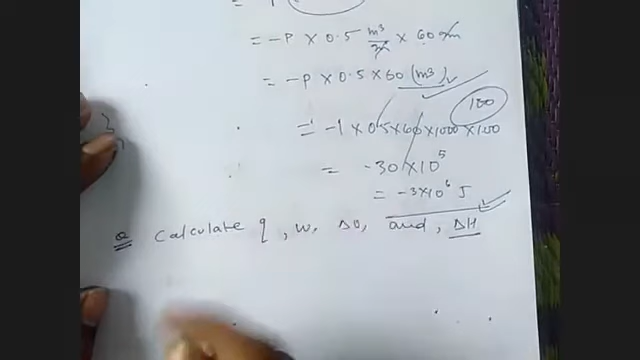 = -P × 0.5 m³/m × 60 m
= -P × 0.5 × 60 (m³)
100
= -1 × 0.5 × 60 × 1000 × 100
= -30 × 10⁵
= -3×10⁶ J
Q Calculate q, w, ΔU, and, ΔH